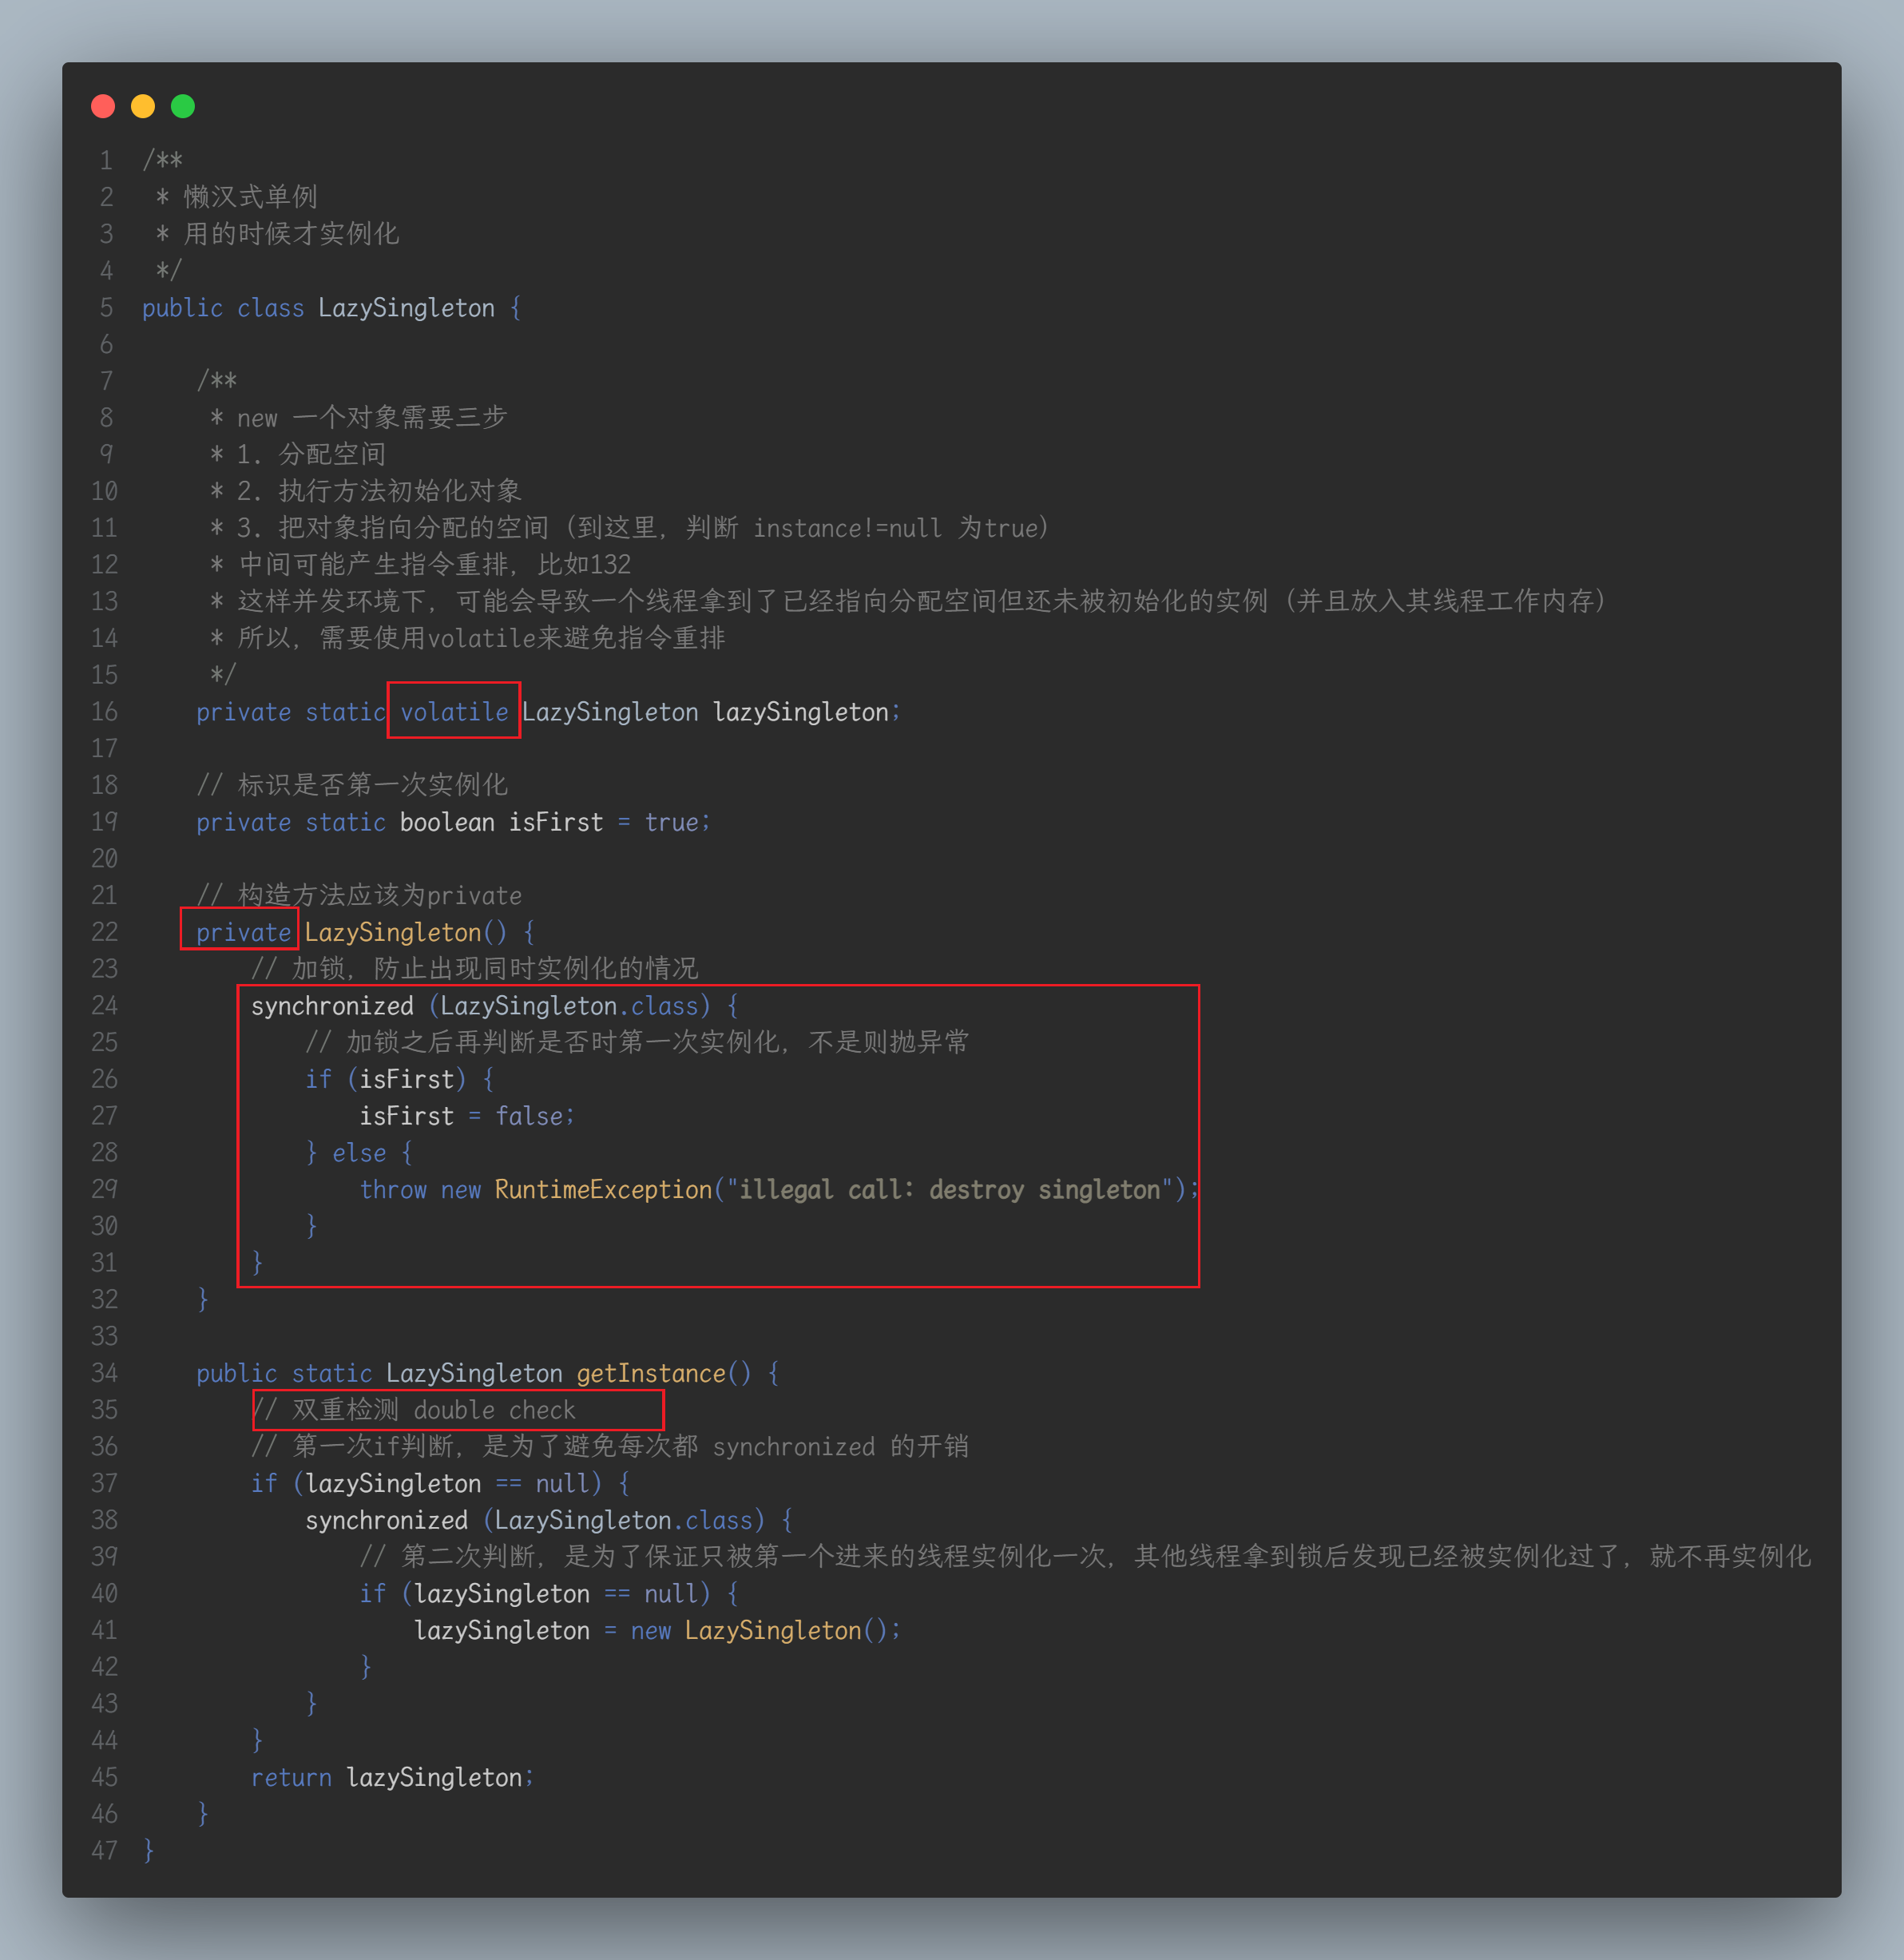 1 /**
2  * 懒汉式单例
3  * 用的时候才实例化
4  */
5 public class LazySingleton {
6
7     /**
8      * new 一个对象需要三步
9      * 1. 分配空间
10      * 2. 执行方法初始化对象
11      * 3. 把对象指向分配的空间（到这里，判断 instance!=null 为true）
12      * 中间可能产生指令重排，比如132
13      * 这样并发环境下，可能会导致一个线程拿到了已经指向分配空间但还未被初始化的实例（并且放入其线程工作内存）
14      * 所以，需要使用volatile来避免指令重排
15      */
16     private static volatile LazySingleton lazySingleton;
17
18     // 标识是否第一次实例化
19     private static boolean isFirst = true;
20
21     // 构造方法应该为private
22     private LazySingleton() {
23         // 加锁，防止出现同时实例化的情况
24         synchronized (LazySingleton.class) {
25             // 加锁之后再判断是否时第一次实例化，不是则抛异常
26             if (isFirst) {
27                 isFirst = false;
28             } else {
29                 throw new RuntimeException("illegal call: destroy singleton");
30             }
31         }
32     }
33
34     public static LazySingleton getInstance() {
35         // 双重检测 double check
36         // 第一次if判断，是为了避免每次都 synchronized 的开销
37         if (lazySingleton == null) {
38             synchronized (LazySingleton.class) {
39                 // 第二次判断，是为了保证只被第一个进来的线程实例化一次，其他线程拿到锁后发现已经被实例化过了，就不再实例化
40                 if (lazySingleton == null) {
41                     lazySingleton = new LazySingleton();
42                 }
43             }
44         }
45         return lazySingleton;
46     }
47 }